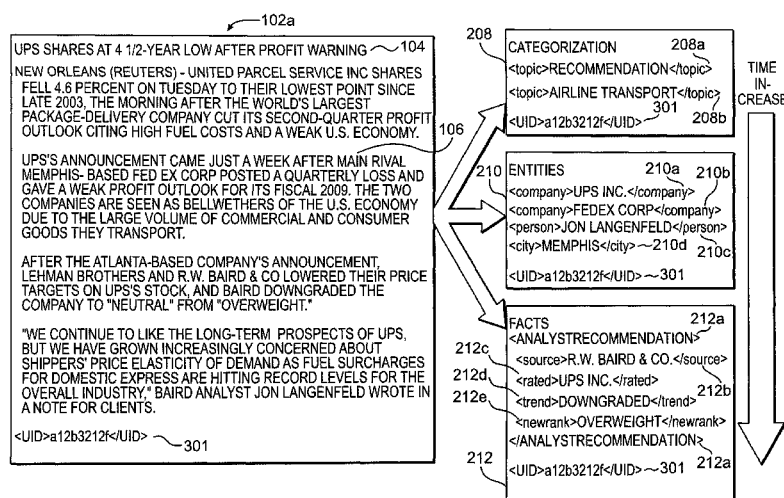 102a
UPS SHARES AT 4 1/2-YEAR LOW AFTER PROFIT WARNING 104
NEW ORLEANS (REUTERS) - UNITED PARCEL SERVICE INC SHARES
FELL 4.6 PERCENT ON TUESDAY TO THEIR LOWEST POINT SINCE
LATE 2003, THE MORNING AFTER THE WORLD'S LARGEST
PACKAGE-DELIVERY COMPANY CUT ITS SECOND-QUARTER PROFIT
OUTLOOK CITING HIGH FUEL COSTS AND A WEAK U.S. ECONOMY.
106
UPS'S ANNOUNCEMENT CAME JUST A WEEK AFTER MAIN RIVAL
MEMPHIS- BASED FED EX CORP POSTED A QUARTERLY LOSS AND
GAVE A WEAK PROFIT OUTLOOK FOR ITS FISCAL 2009. THE TWO
COMPANIES ARE SEEN AS BELLWETHERS OF THE U.S. ECONOMY
DUE TO THE LARGE VOLUME OF COMMERCIAL AND CONSUMER
GOODS THEY TRANSPORT.
AFTER THE ATLANTA-BASED COMPANY'S ANNOUNCEMENT,
LEHMAN BROTHERS AND R.W. BAIRD & CO LOWERED THEIR PRICE
TARGETS ON UPS'S STOCK, AND BAIRD DOWNGRADED THE
COMPANY TO "NEUTRAL" FROM "OVERWEIGHT."
"WE CONTINUE TO LIKE THE LONG-TERM PROSPECTS OF UPS,
BUT WE HAVE GROWN INCREASINGLY CONCERNED ABOUT
SHIPPERS' PRICE ELASTICITY OF DEMAND AS FUEL SURCHARGES
FOR DOMESTIC EXPRESS ARE HITTING RECORD LEVELS FOR THE
OVERALL INDUSTRY," BAIRD ANALYST JON LANGENFELD WROTE IN
A NOTE FOR CLIENTS.
<UID>a12b3212f</UID> 301
208
CATEGORIZATION 208a
<topic>RECOMMENDATION</topic>
<topic>AIRLINE TRANSPORT</topic>
<UID>a12b3212f</UID> 301
208b
210
ENTITIES 210a
<company>UPS INC.</company> 210b
<company>FEDEX CORP</company>
<person>JON LANGENFELD</person>
<city>MEMPHIS</city> 210d 210c
<UID>a12b3212f</UID> 301
FACTS 212a
<ANALYSTRECOMMENDATION>
212c <source>R.W. BAIRD & CO.</source>
212d <rated>UPS INC.</rated> 212b
212e <trend>DOWNGRADED</trend>
<newrank>OVERWEIGHT</newrank>
</ANALYSTRECOMMENDATION> 212a
<UID>a12b3212f</UID> 301
212
TIME
IN-
CREASE